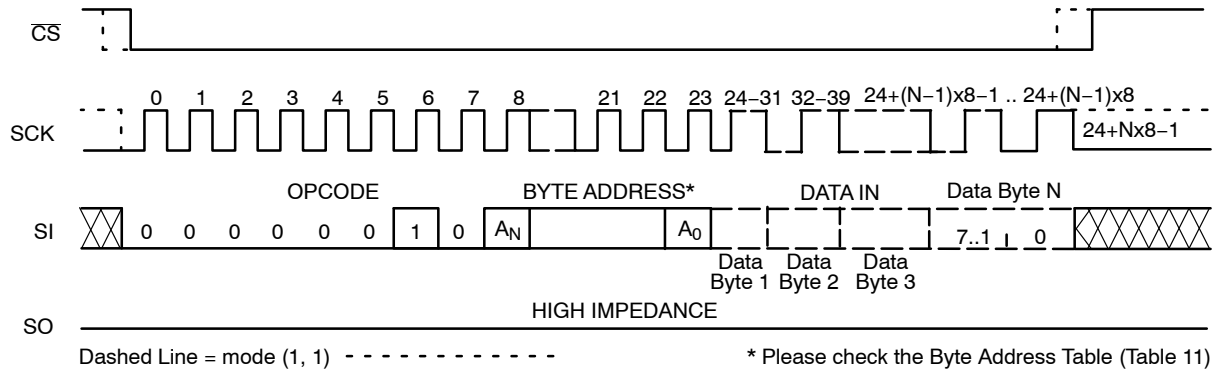 CS
SCK
0 1 2 3 4 5 6 7 8 21 22 23 24−31 32−39 24+(N−1)x8−1 .. 24+(N−1)x8
24+Nx8−1
OPCODE BYTE ADDRESS* DATA IN Data Byte N
SI 0 0 0 0 0 0 1 0 AN A0 7..1 0
Data Byte 1
Data Byte 2
Data Byte 3
HIGH IMPEDANCE
SO
Dashed Line = mode (1, 1) * Please check the Byte Address Table (Table 11)